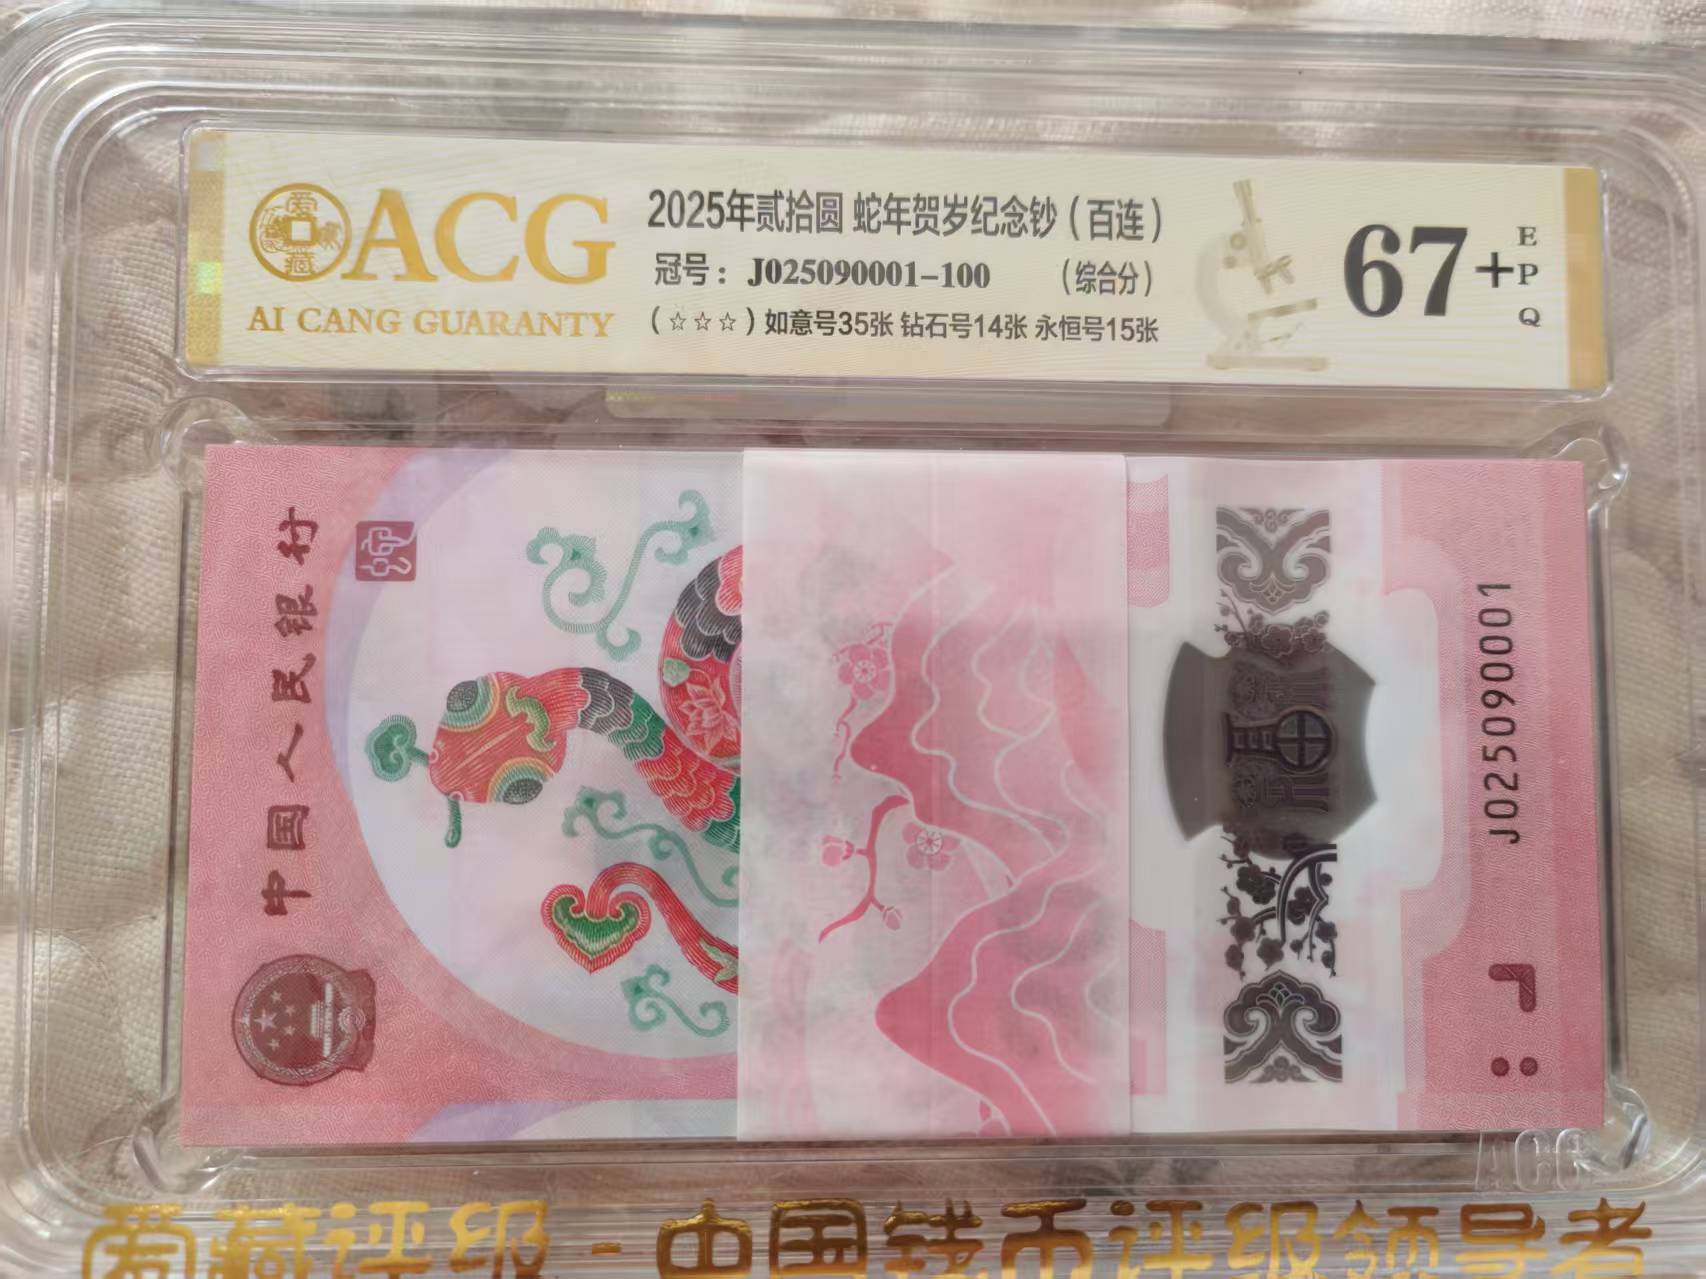 ACG
AI CANG GUARANTY
2025年贰拾圆 蛇年贺岁纪念钞(百连)
冠号: J025090001-100 (综合分)
(☆☆☆)如意号35张 钻石号14张 永恒号15张
67+
EPQ
中国人民银行
J025090001
ACG
爱藏评级-中国钱币评级领导者